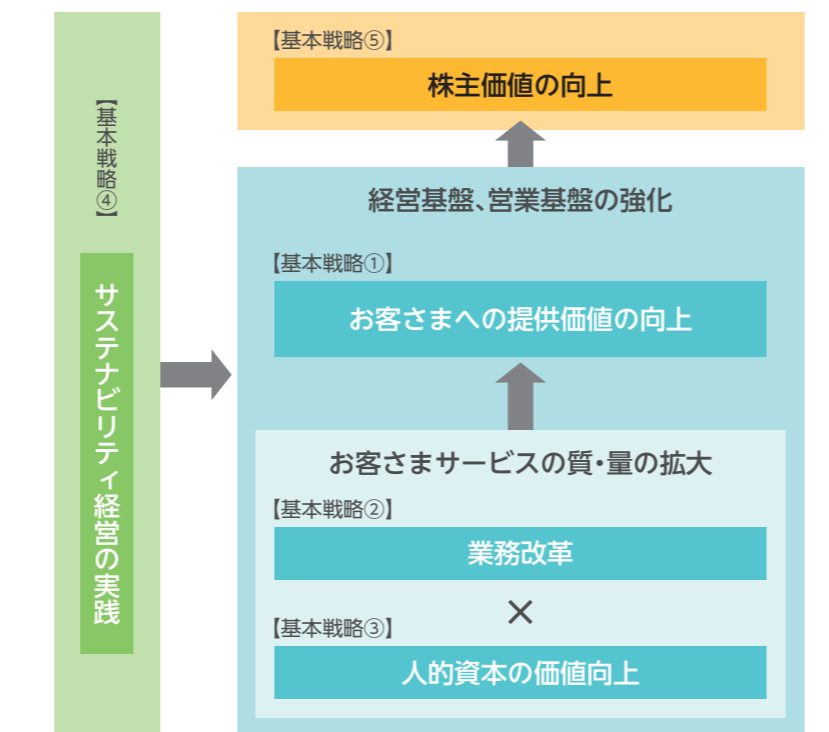 【基本戦略④】
サステナビリティ経営の実践
【基本戦略⑤】
株主価値の向上
経営基盤、営業基盤の強化
【基本戦略①】
お客さまへの提供価値の向上
お客さまサービスの質・量の拡大
【基本戦略②】
業務改革
×
【基本戦略③】
人的資本の価値向上